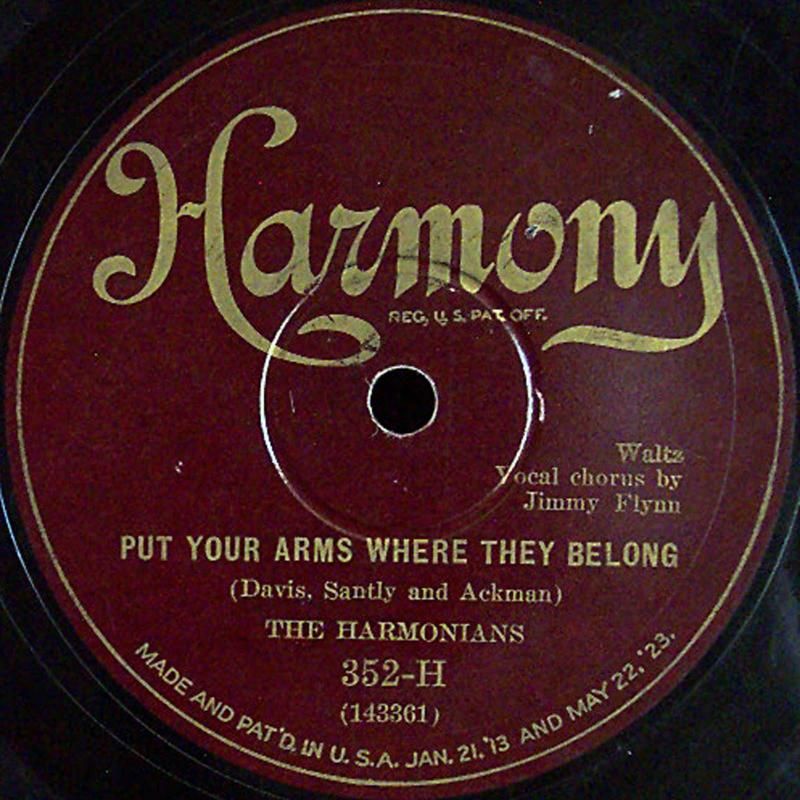 Harmony
REG. U.S. PAT. OFF.
Waltz
Vocal chorus by
Jimmy Flynn
PUT YOUR ARMS WHERE THEY BELONG
(Davis, Santly and Ackman)
THE HARMONIANS
352-H
(143361)
MADE AND PAT'D. IN U.S.A. JAN. 21, '13 AND MAY 22, '23.